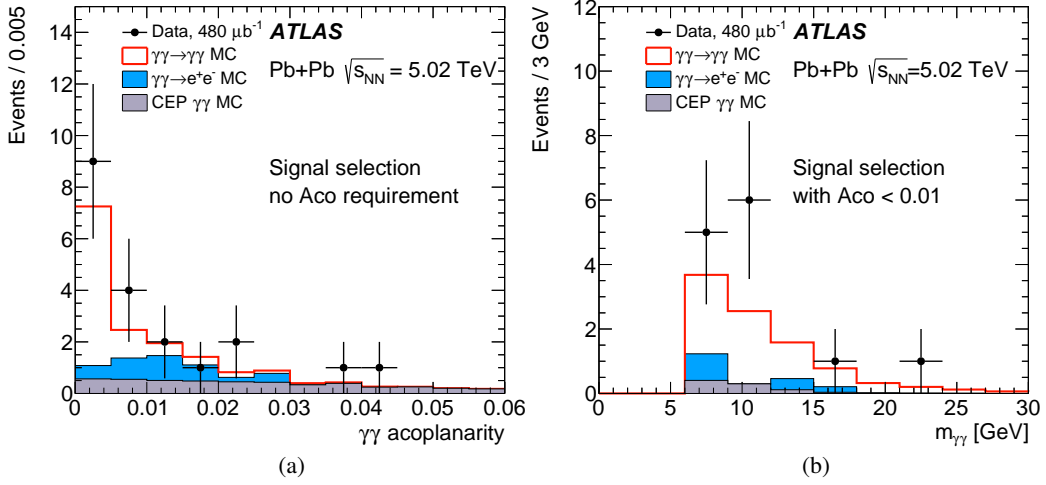 Events / 0.005
14
12
10
8
6
4
2
0
Data, 480 μb⁻¹ ATLAS
γγ→γγ MC
γγ→e⁺e⁻ MC
CEP γγ MC
Pb+Pb √sNN = 5.02 TeV
Signal selection
no Aco requirement
0 0.01 0.02 0.03 0.04 0.05 0.06
γγ acoplanarity
(a)
Events / 3 GeV
12
10
8
6
4
2
0
Data, 480 μb⁻¹ ATLAS
γγ→γγ MC
γγ→e⁺e⁻ MC
CEP γγ MC
Pb+Pb √sNN=5.02 TeV
Signal selection
with Aco < 0.01
0 5 10 15 20 25 30
mγγ [GeV]
(b)